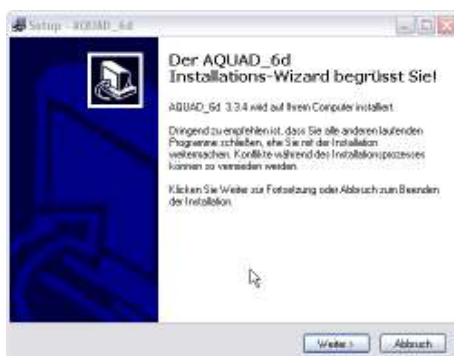 Setup - AQUAD_6d
Der AQUAD_6d
Installations-Wizard begrüsst Sie!
AQUAD_6d 3.3.4 wird auf Ihrem Computer installiert.
Dringend zu empfehlen ist, dass Sie alle anderen laufenden
Programme schließen, ehe Sie mit der Installation
weitermachen. Konflikte während des Installationsprozesses
können so vermieden werden.
Klicken Sie Weiter zur Fortsetzung oder Abbruch zum Beenden
der Installation.
Weiter >
Abbruch